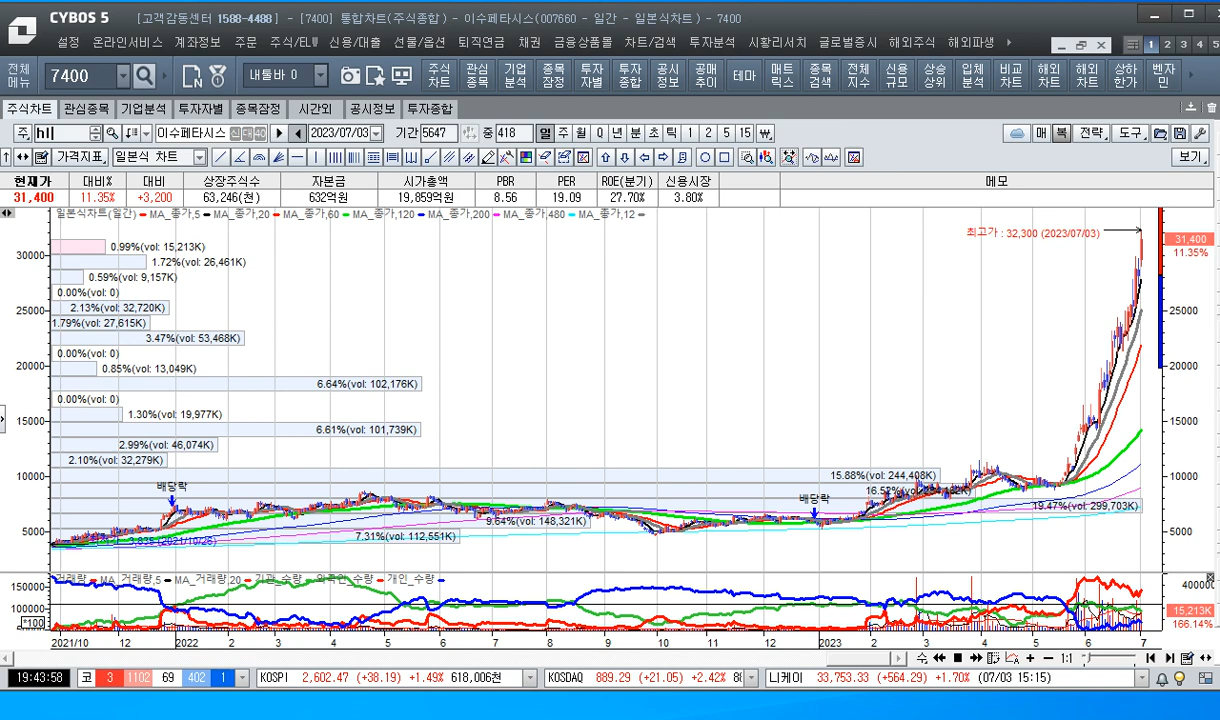 CYBOS 5 [고객감동센터 1588-4488] - [7400] 통합차트(주식종합) - 이수페타시스(007660 - 일간 - 일본식차트) - 7400
설정 온라인서비스 계좌정보 주문 주식/ELW 신용/대출 선물/옵션 퇴직연금 채권 금융상품몰 차트/검색 투자분석 시황리서치 글로벌증시 해외주식 해외파생 1 2 3 4 5
전체메뉴 7400 내툴바 0 주식차트 관심종목 기업분석 종목잠정 투자자별 투자종합 공시정보 공매추이 테마 매트릭스 종목검색 전체지수 신용규모 상승상위 입체분석 비교차트 해외차트 해외차트 상하한가 벤자민
주식차트 관심종목 기업분석 투자자별 종목잠정 시간외 공시정보 투자종합
주 hl 이수페타시스 신 대 40 2023/07/03 기간 5647 중 418 일 주 월 Q 년 분 초 틱 1 2 5 15 매 복 전략 도구
가격지표 일본식 차트 보기
현재가 대비% 대비 상장주식수 자본금 시가총액 PBR PER ROE(분기) 신용시장 메모
31,400 11.35% +3,200 63,246(천) 632억원 19,859억원 8.56 19.09 27.70% 3.80%
일본식차트(일간) MA_종가,5 MA_종가,20 MA_종가,60 MA_종가,120 MA_종가,200 MA_종가,480 MA_종가,12
최고가 : 32,300 (2023/07/03)
31,400
11.35%
0.99%(vol: 15,213K)
30000
1.72%(vol: 26,461K)
0.59%(vol: 9,157K)
0.00%(vol: 0)
2.13%(vol: 32,720K)
25000 25000
1.79%(vol: 27,615K)
3.47%(vol: 53,468K)
0.00%(vol: 0)
20000 20000
0.85%(vol: 13,049K)
6.64%(vol: 102,176K)
0.00%(vol: 0)
1.30%(vol: 19,977K)
15000 15000
6.61%(vol: 101,739K)
2.99%(vol: 46,074K)
2.10%(vol: 32,279K)
10000 15.88%(vol: 244,408K) 10000
배당락
배당락
19.47%(vol: 299,703K)
9.64%(vol: 148,321K)
5000 5000
7.31%(vol: 112,551K)
거래량 MA_거래량,5 MA_거래량,20 기관_수량 외국인_수량 개인_수량
150000 400000
100000
*100
15,213K
166.14%
2021/10 12 2022 2 3 4 5 6 7 8 9 10 11 12 2023 2 3 4 5 6 7
1:1
19:43:58 코 3 1102 69 402 1 KOSPI 2,602.47 (+38.19) +1.49% 618,006천 KOSDAQ 889.29 (+21.05) +2.42% 니케이 33,753.33 (+564.29) +1.70% (07/03 15:15)